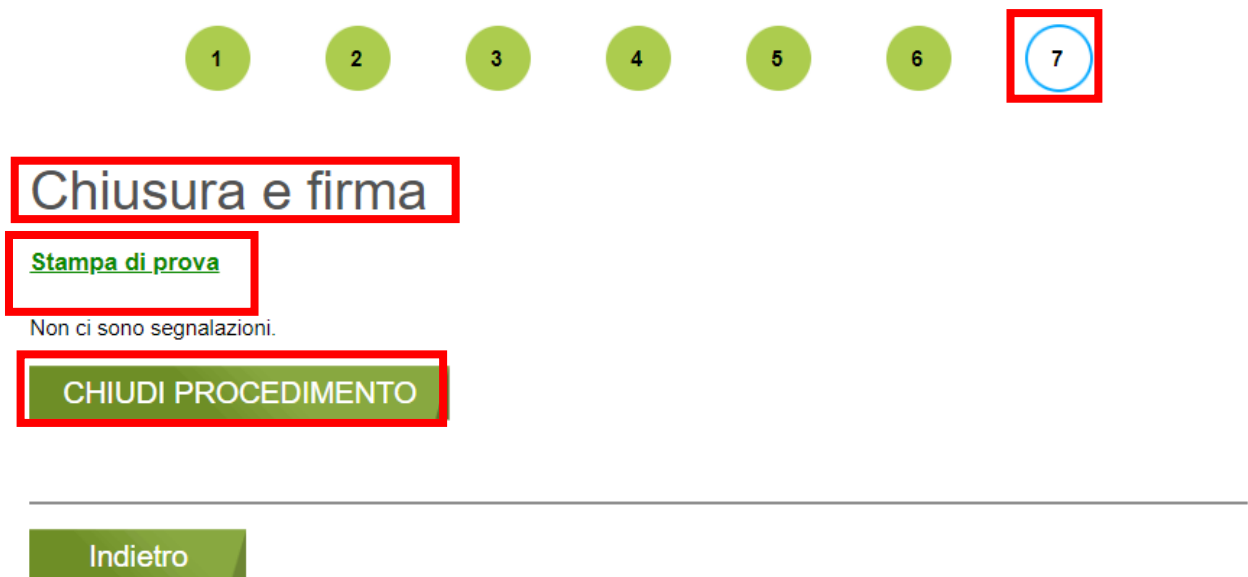 1 2 3 4 5 6 7
Chiusura e firma
Stampa di prova
Non ci sono segnalazioni.
CHIUDI PROCEDIMENTO
Indietro